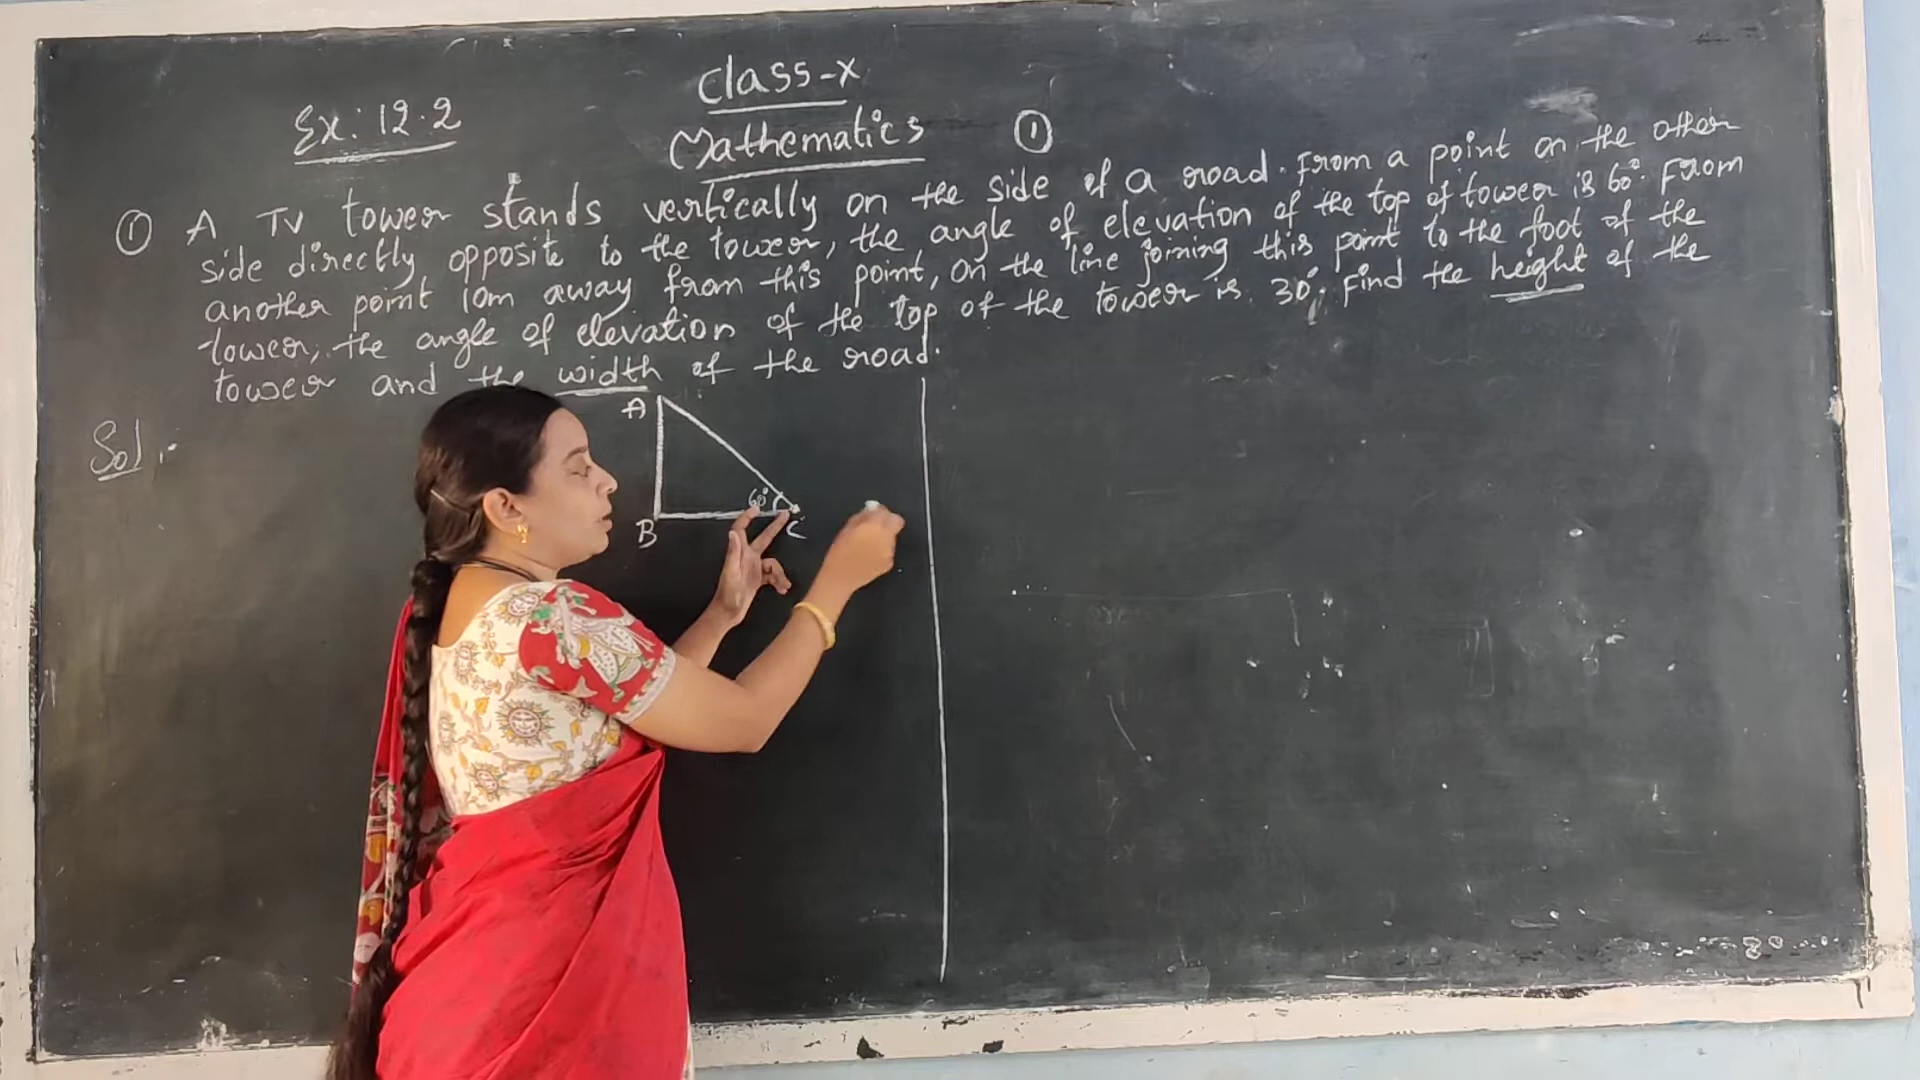 Class-X
Ex: 12.2
Mathematics
①
① A TV tower stands vertically on the side of a road. From a point on the other
side directly opposite to the tower, the angle of elevation of the top of tower is 60°. From
another point 10m away from this point, on the line joining this point to the foot of the
tower, the angle of elevation of the top of the tower is 30°. Find the height of the
tower and the width of the road.
Sol:-
A
60°
B
C